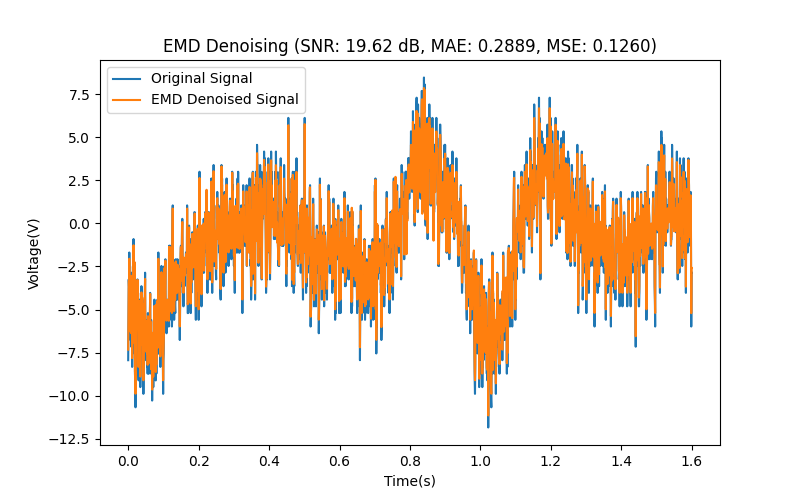 EMD Denoising (SNR: 19.62 dB, MAE: 0.2889, MSE: 0.1260)
Original Signal
EMD Denoised Signal
7.5
5.0
2.5
0.0
−2.5
−5.0
−7.5
−10.0
−12.5
Voltage(V)
0.0 0.2 0.4 0.6 0.8 1.0 1.2 1.4 1.6
Time(s)